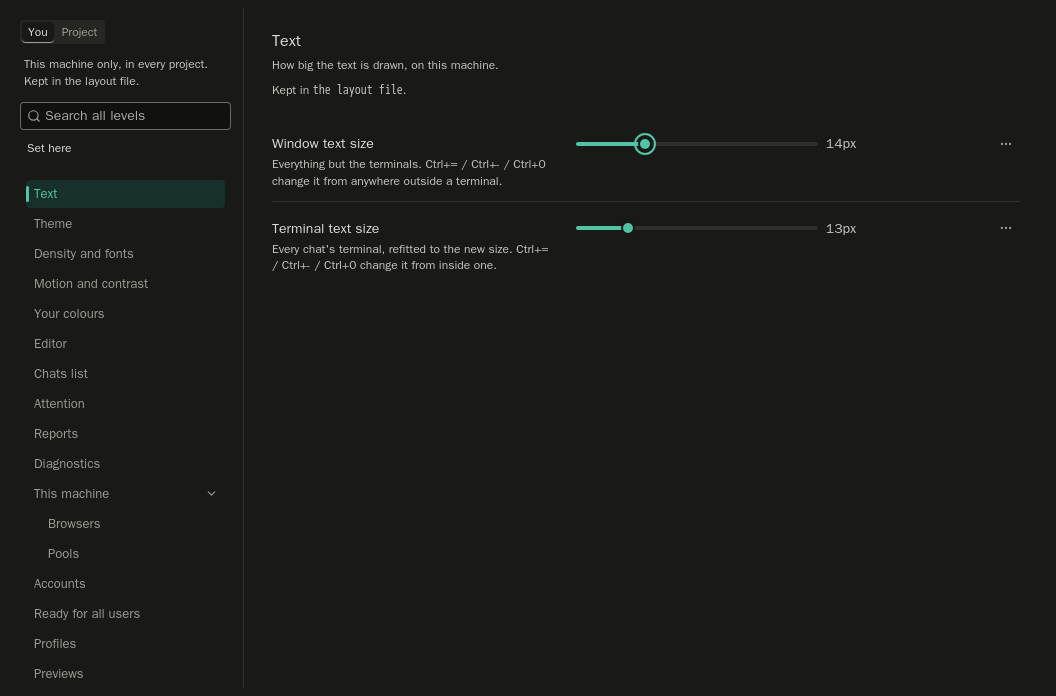 You Project
This machine only, in every project.
Kept in the layout file.
Search all levels
Set here
Text
Theme
Density and fonts
Motion and contrast
Your colours
Editor
Chats list
Attention
Reports
Diagnostics
This machine
Browsers
Pools
Accounts
Ready for all users
Profiles
Previews
Text
How big the text is drawn, on this machine.
Kept in the layout file.
Window text size
Everything but the terminals. Ctrl+= / Ctrl+- / Ctrl+0
change it from anywhere outside a terminal.
14px
Terminal text size
Every chat's terminal, refitted to the new size. Ctrl+=
/ Ctrl+- / Ctrl+0 change it from inside one.
13px